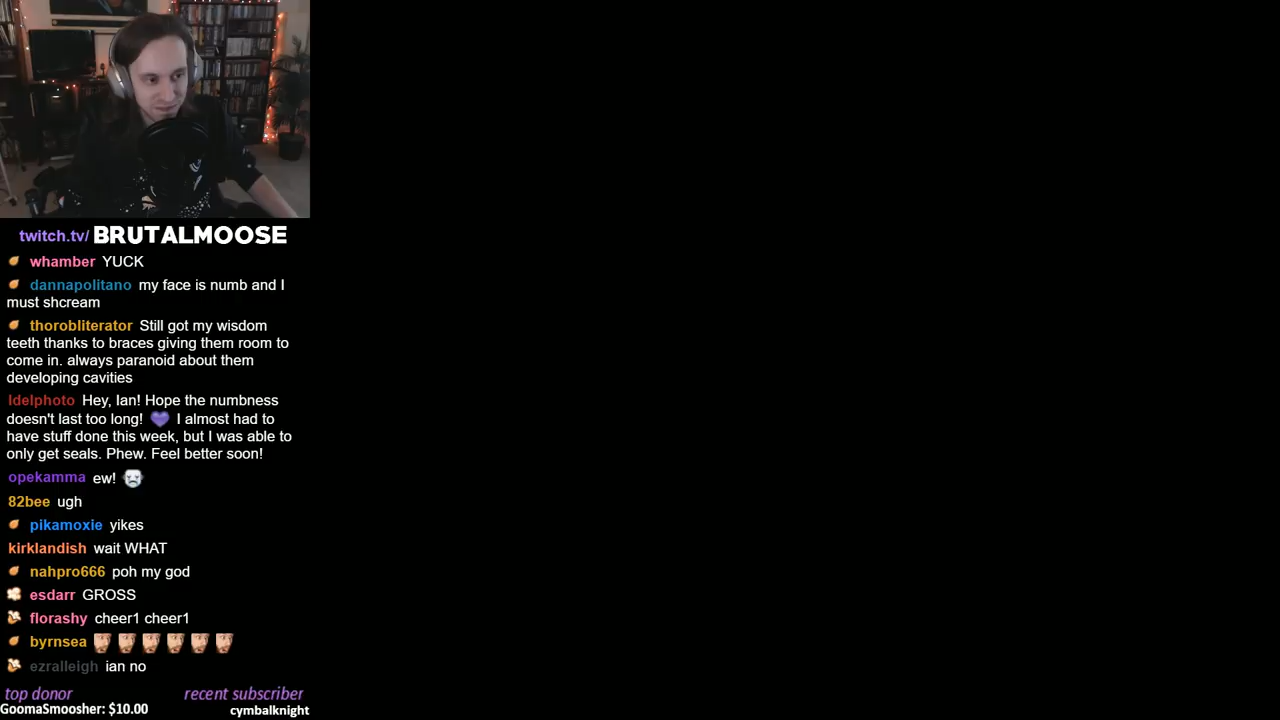 twitch.tv/ BRUTALMOOSE
whamber YUCK
dannapolitano my face is numb and I
must shcream
thorobliterator Still got my wisdom
teeth thanks to braces giving them room to
come in. always paranoid about them
developing cavities
ldelphoto Hey, Ian! Hope the numbness
doesn't last too long! I almost had to
have stuff done this week, but I was able to
only get seals. Phew. Feel better soon!
opekamma ew!
82bee ugh
pikamoxie yikes
kirklandish wait WHAT
nahpro666 poh my god
esdarr GROSS
florashy cheer1 cheer1
byrnsea
ezralleigh ian no
top donor recent subscriber
GoomaSmoosher: $10.00 cymbalknight